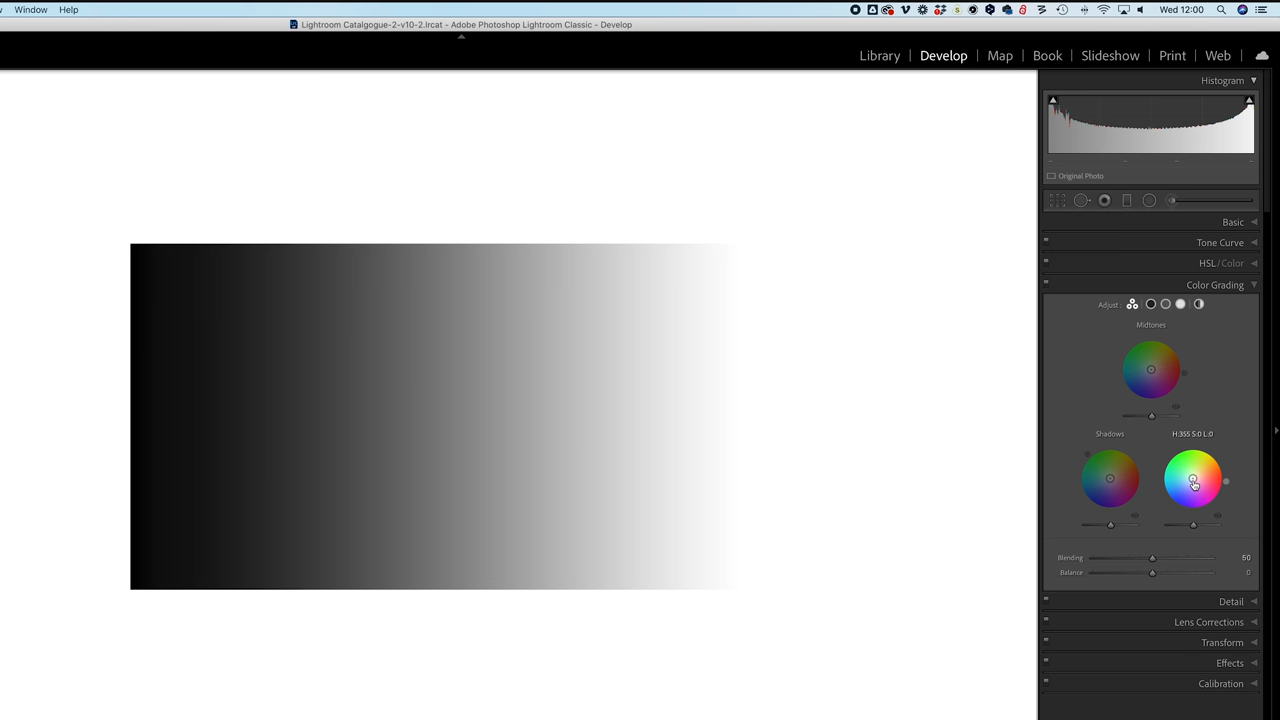 Window Help
Wed 12:00
Lightroom Catalgogue-2-v10-2.lrcat - Adobe Photoshop Lightroom Classic - Develop
Library | Develop | Map | Book | Slideshow | Print | Web
Histogram
Original Photo
Basic
Tone Curve
HSL / Color
Color Grading
Adjust :
Midtones
Shadows H:355 S:0 L:0
Blending 50
Balance 0
Detail
Lens Corrections
Transform
Effects
Calibration